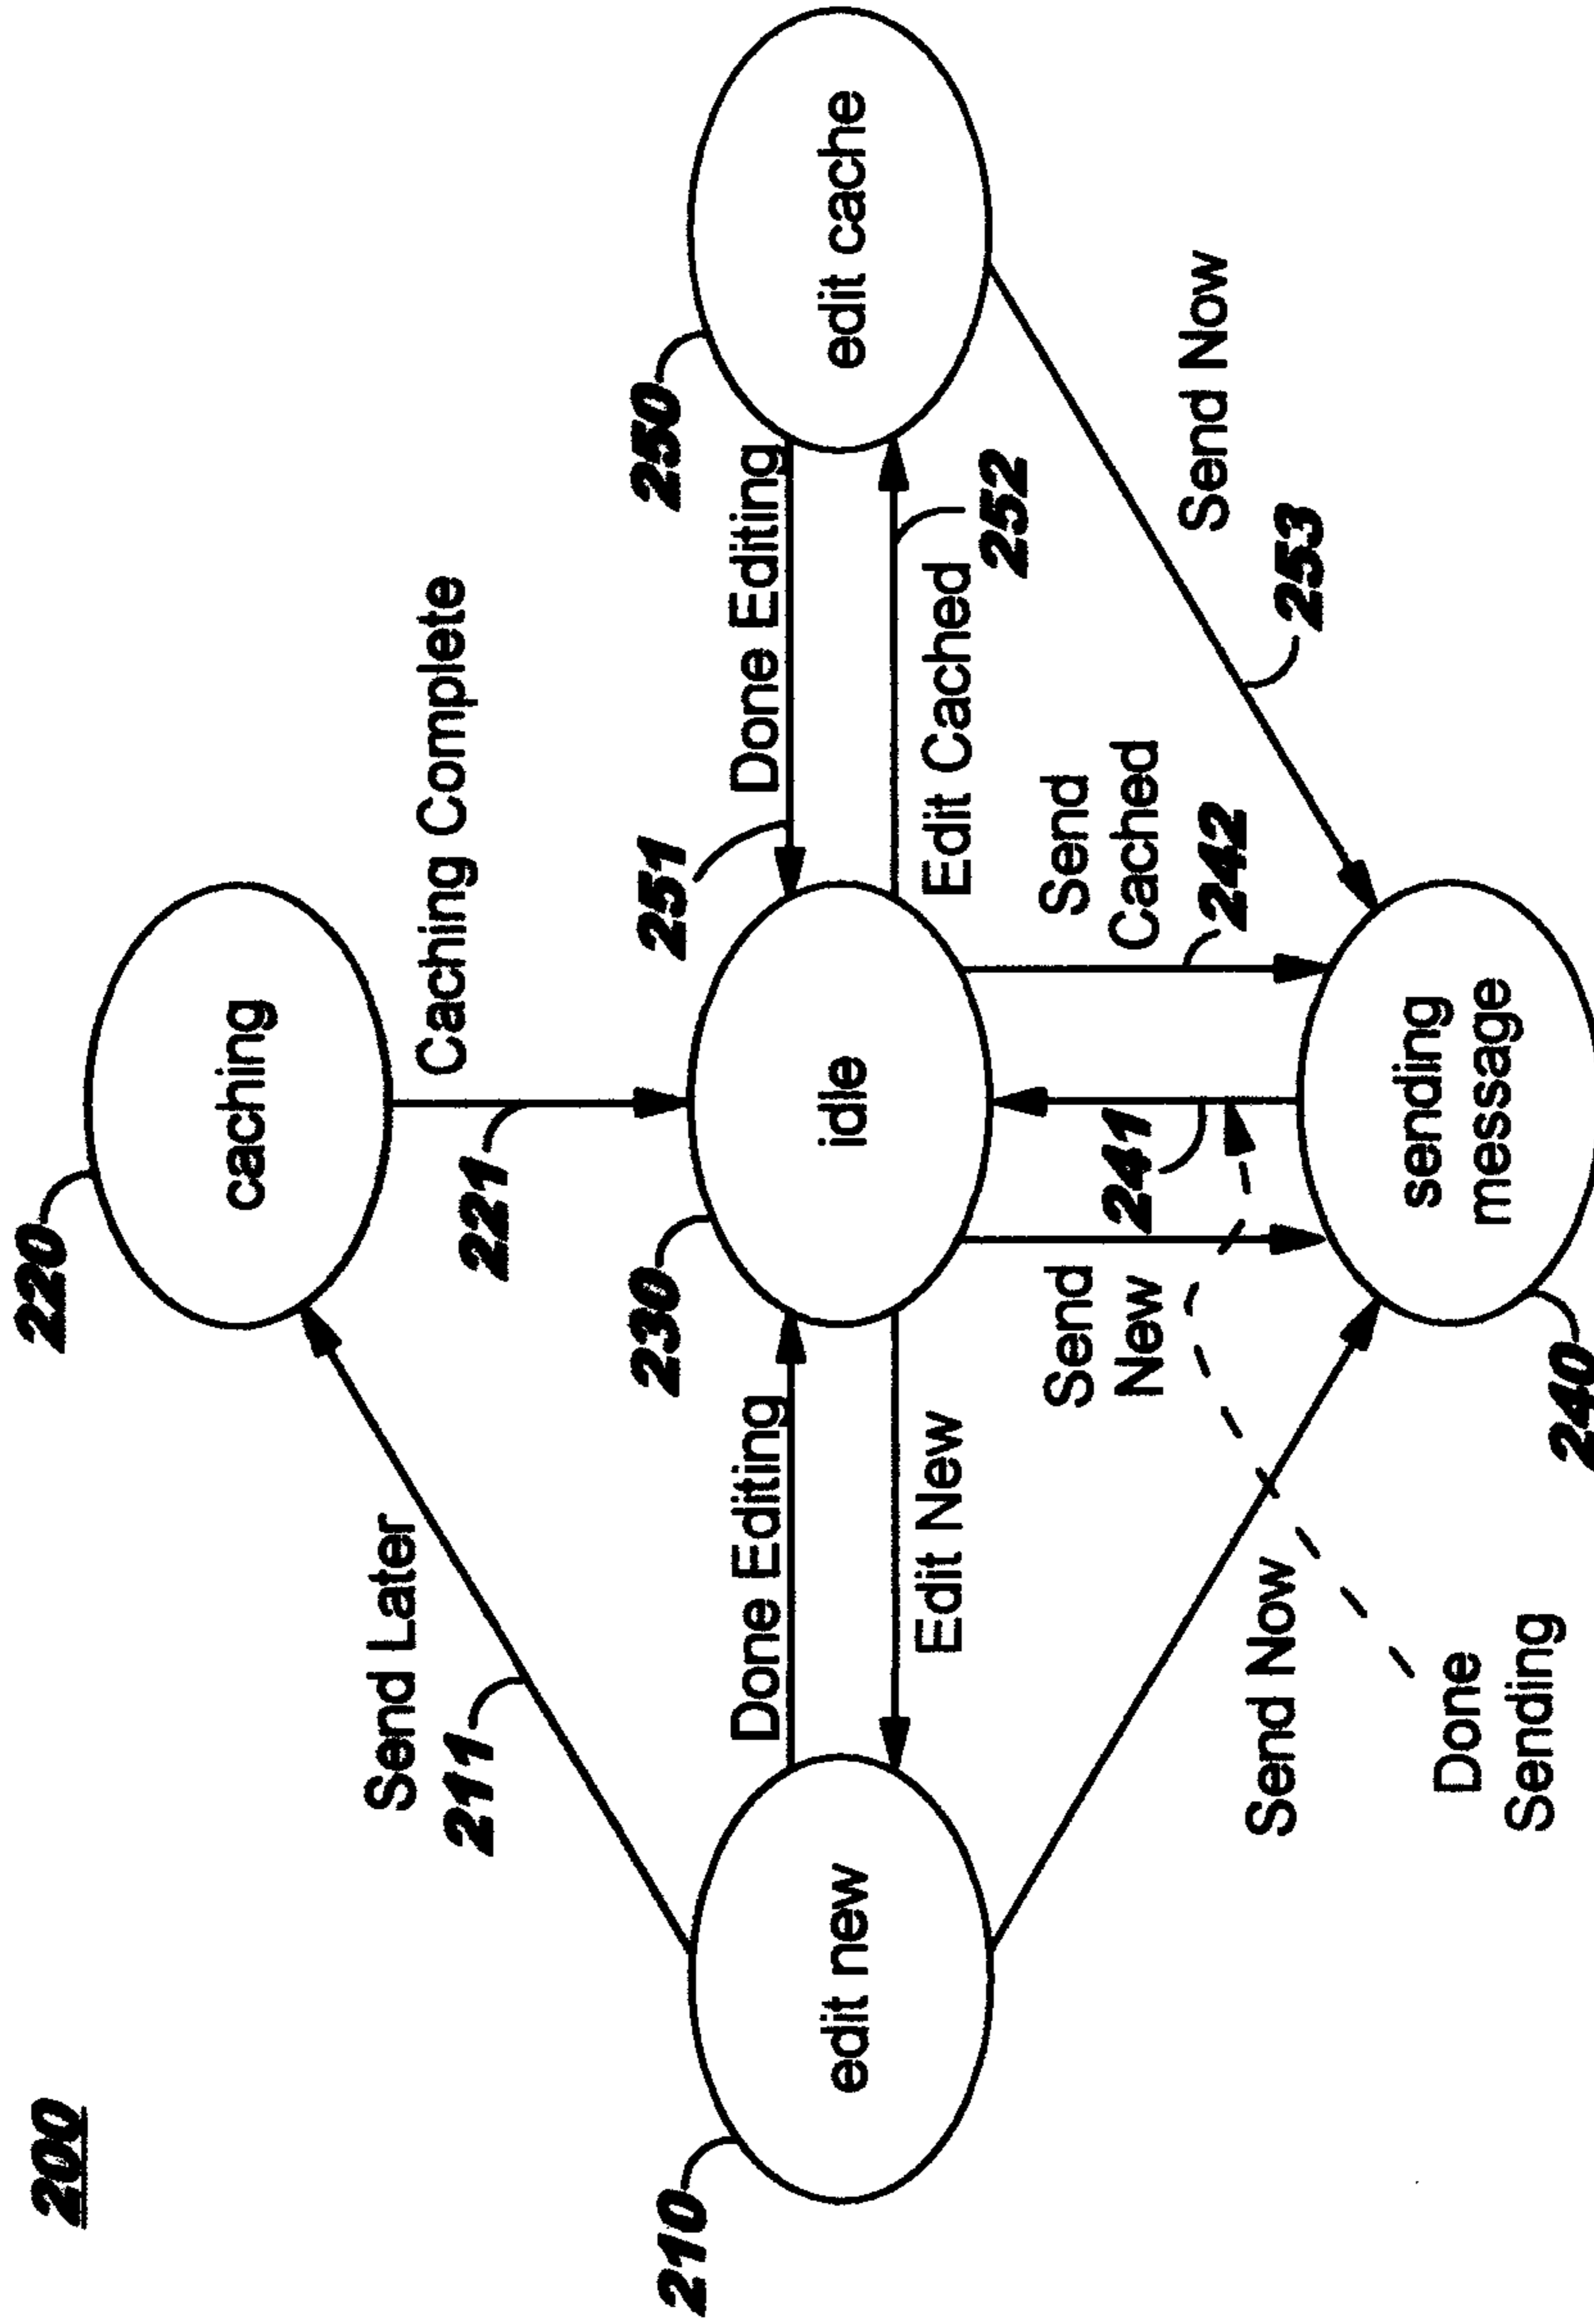 200
220
caching
Send Later
211
221
Caching Complete
210
edit new
Done Editing
Edit New
230
idle
251
Done Editing
Edit Cached
252
250
edit cache
Send
New
241
Send
Cached
242
Send Now
Send Now
253
Done
Sending
240
sending
message